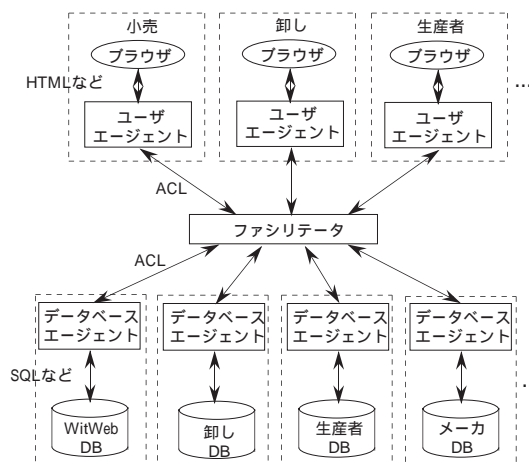 小売
卸し
生産者
ブラウザ
ブラウザ
ブラウザ
HTMLなど
...
ユーザ
エージェント
ユーザ
エージェント
ユーザ
エージェント
ACL
ファシリテータ
ACL
データベース
エージェント
データベース
エージェント
データベース
エージェント
データベース
エージェント
SQLなど
...
WitWeb
DB
卸し
DB
生産者
DB
メーカ
DB